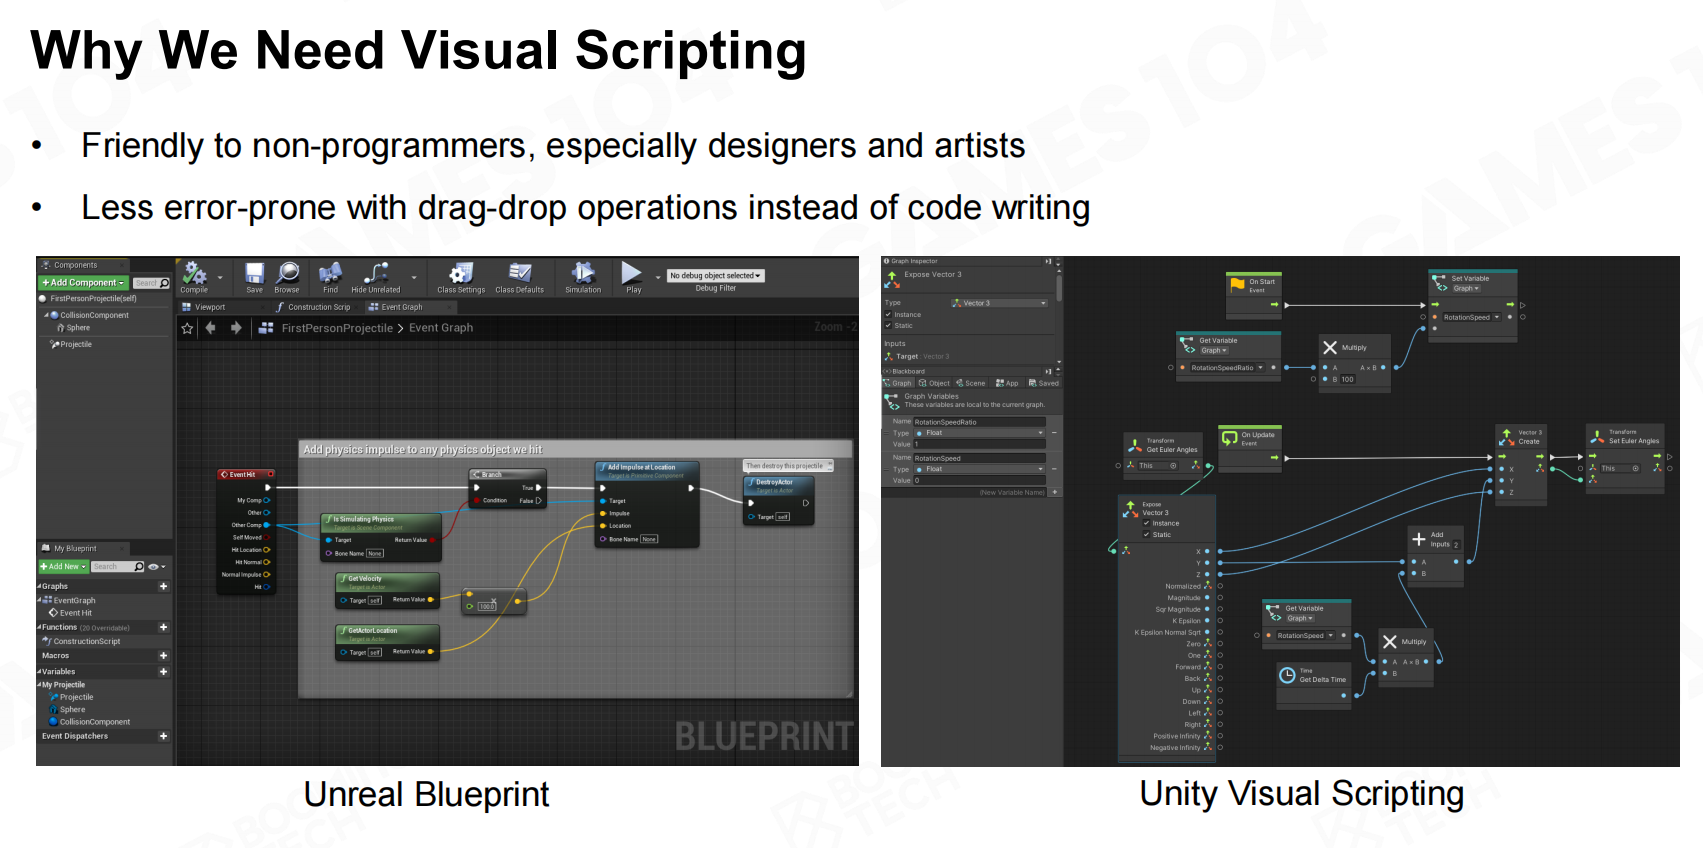 Why We Need Visual Scripting
• Friendly to non-programmers, especially designers and artists
• Less error-prone with drag-drop operations instead of code writing
Components
+Add Component
Search
FirstPersonProjectile(self)
CollisionComponent
Sphere
Projectile
My Blueprint
+Add New
Search
Graphs
EventGraph
Event Hit
Functions (20 Overridable)
ConstructionScript
Macros
Variables
My Projectile
Projectile
Sphere
CollisionComponent
Event Dispatchers
Compile
Save
Browse
Find
Hide Unrelated
Class Settings
Class Defaults
Simulation
Play
No debug object selected
Debug Filter
Viewport
Construction Scrip
Event Graph
FirstPersonProjectile > Event Graph
Zoom -2
Add physics impulse to any physics object we hit
Event Hit
My Comp
Other
Other Comp
Self Moved
Hit Location
Hit Normal
Normal Impulse
Hit
Is Simulating Physics
Target is Scene Component
Target
Return Value
Bone Name None
Branch
True
Condition
False
Get Velocity
Target is Actor
Target self
Return Value
100.0
GetActorLocation
Target is Actor
Target self
Return Value
Add Impulse at Location
Target is Primitive Component
Target
Impulse
Location
Bone Name None
Then destroy this projectile
DestroyActor
Target is Actor
Target self
BLUEPRINT
Unreal Blueprint
Graph Inspector
Expose Vector 3
Type
Vector 3
Instance
Static
Inputs
Target Vector 3
Blackboard
Graph Object Scene App Saved
Graph Variables
These variables are local to the current graph.
Name RotationSpeedRatio
Type Float
Value 1
Name RotationSpeed
Type Float
Value 0
(New Variable Name)
On Start
Event
Set Variable
Graph
RotationSpeed
Get Variable
Graph
RotationSpeedRatio
Multiply
A A × B
B 100
Transform
Get Euler Angles
This
On Update
Event
Vector 3
Create
X
Y
Z
Transform
Set Euler Angles
This
Expose
Vector 3
Instance
Static
X
Y
Z
Normalized
Magnitude
Sqr Magnitude
K Epsilon
K Epsilon Normal Sqrt
Zero
One
Forward
Back
Up
Down
Left
Right
Positive Infinity
Negative Infinity
Add
Inputs 2
A
B
Get Variable
Graph
RotationSpeed
Multiply
A A × B
B
Time
Get Delta Time
Unity Visual Scripting
GAMES 104
BOOMING TECH